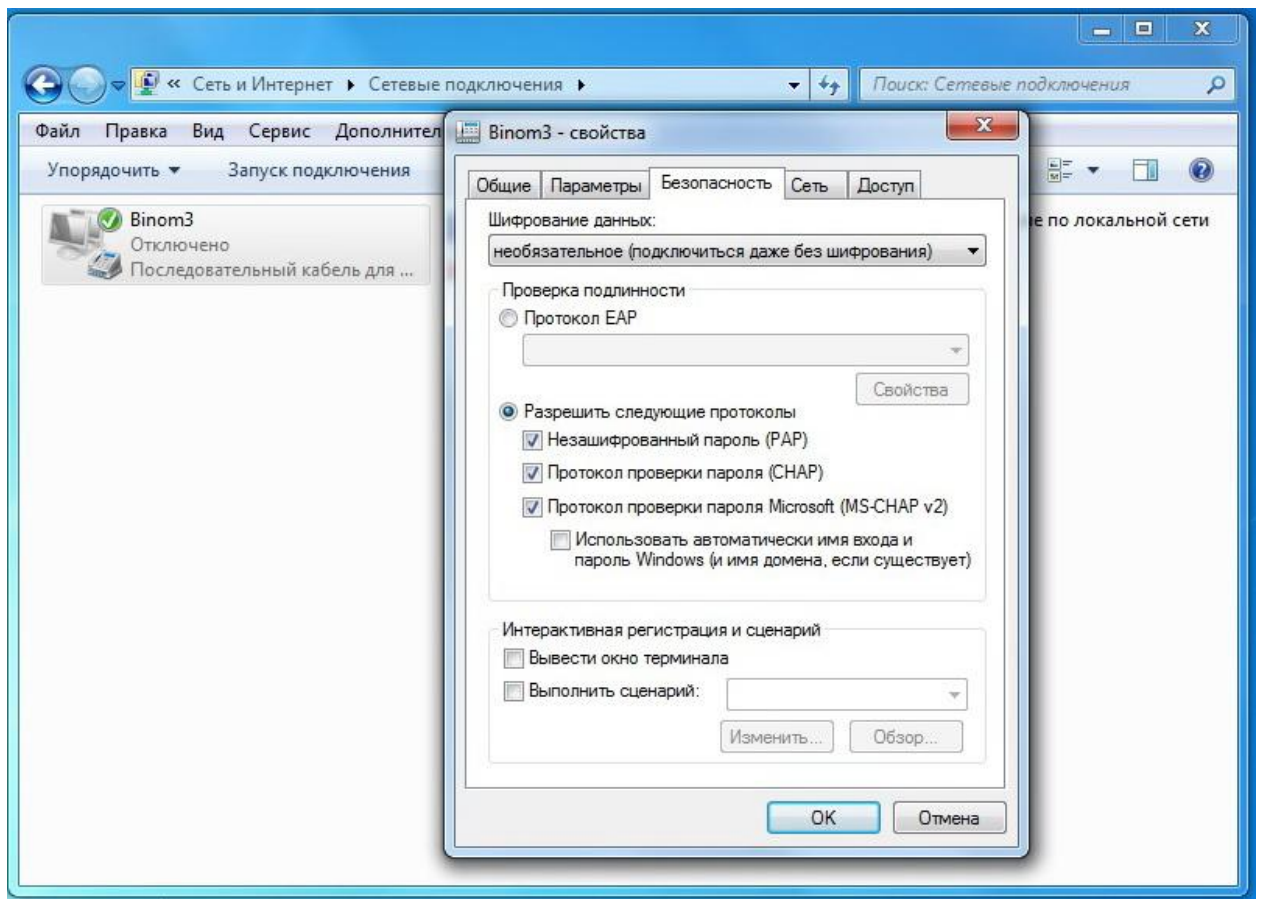 « Сеть и Интернет ▸ Сетевые подключения ▸
Поиск: Сетевые подключения
Файл Правка Вид Сервис Дополнител
Упорядочить ▾ Запуск подключения
Binom3
Отключено
Последовательный кабель для ...
е по локальной сети
Binom3 - свойства
Общие Параметры Безопасность Сеть Доступ
Шифрование данных:
необязательное (подключиться даже без шифрования)
Проверка подлинности
Протокол EAP
Свойства
Разрешить следующие протоколы
Незашифрованный пароль (PAP)
Протокол проверки пароля (CHAP)
Протокол проверки пароля Microsoft (MS-CHAP v2)
Использовать автоматически имя входа и
пароль Windows (и имя домена, если существует)
Интерактивная регистрация и сценарий
Вывести окно терминала
Выполнить сценарий:
Изменить... Обзор...
OK Отмена